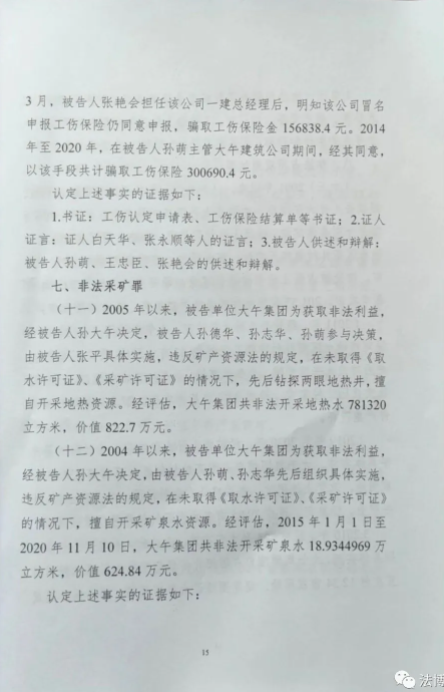 3 月，被告人张艳会担任该公司一建总经理后，明知该公司冒名
申报工伤保险仍同意申报，骗取工伤保险金 156838.4 元。2014
年至 2020 年，在被告人孙萌主管大午建筑公司期间，经其同意，
以该手段共计骗取工伤保险 300690.4 元。
认定上述事实的证据如下：
1.书证：工伤认定申请表、工伤保险结算单等书证；2.证人
证言：证人白天华、张永顺等人的证言；3.被告人供述和辩解：
被告人孙萌、王忠臣、张艳会的供述和辩解。
七、非法采矿罪
（十一）2005 年以来，被告单位大午集团为获取非法利益，
经被告人孙大午决定，被告人孙德华、孙志华、孙萌参与决策，
由被告人张平具体实施，违反矿产资源法的规定，在未取得《取
水许可证》、《采矿许可证》的情况下，先后钻探两眼地热井，擅
自开采地热资源。经评估，大午集团共非法开采地热水 781320
立方米，价值 822.7 万元。
（十二）2004 年以来，被告单位大午集团为获取非法利益，
经被告人孙大午决定，由被告人孙萌、孙志华先后组织具体实施，
违反矿产资源法的规定，在未取得《取水许可证》、《采矿许可证》
的情况下，擅自开采矿泉水资源。经评估，2015 年 1 月 1 日至
2020 年 11 月 10 日，大午集团共非法开采矿泉水 18.9344969 万
立方米，价值 624.84 万元。
认定上述事实的证据如下：
法博